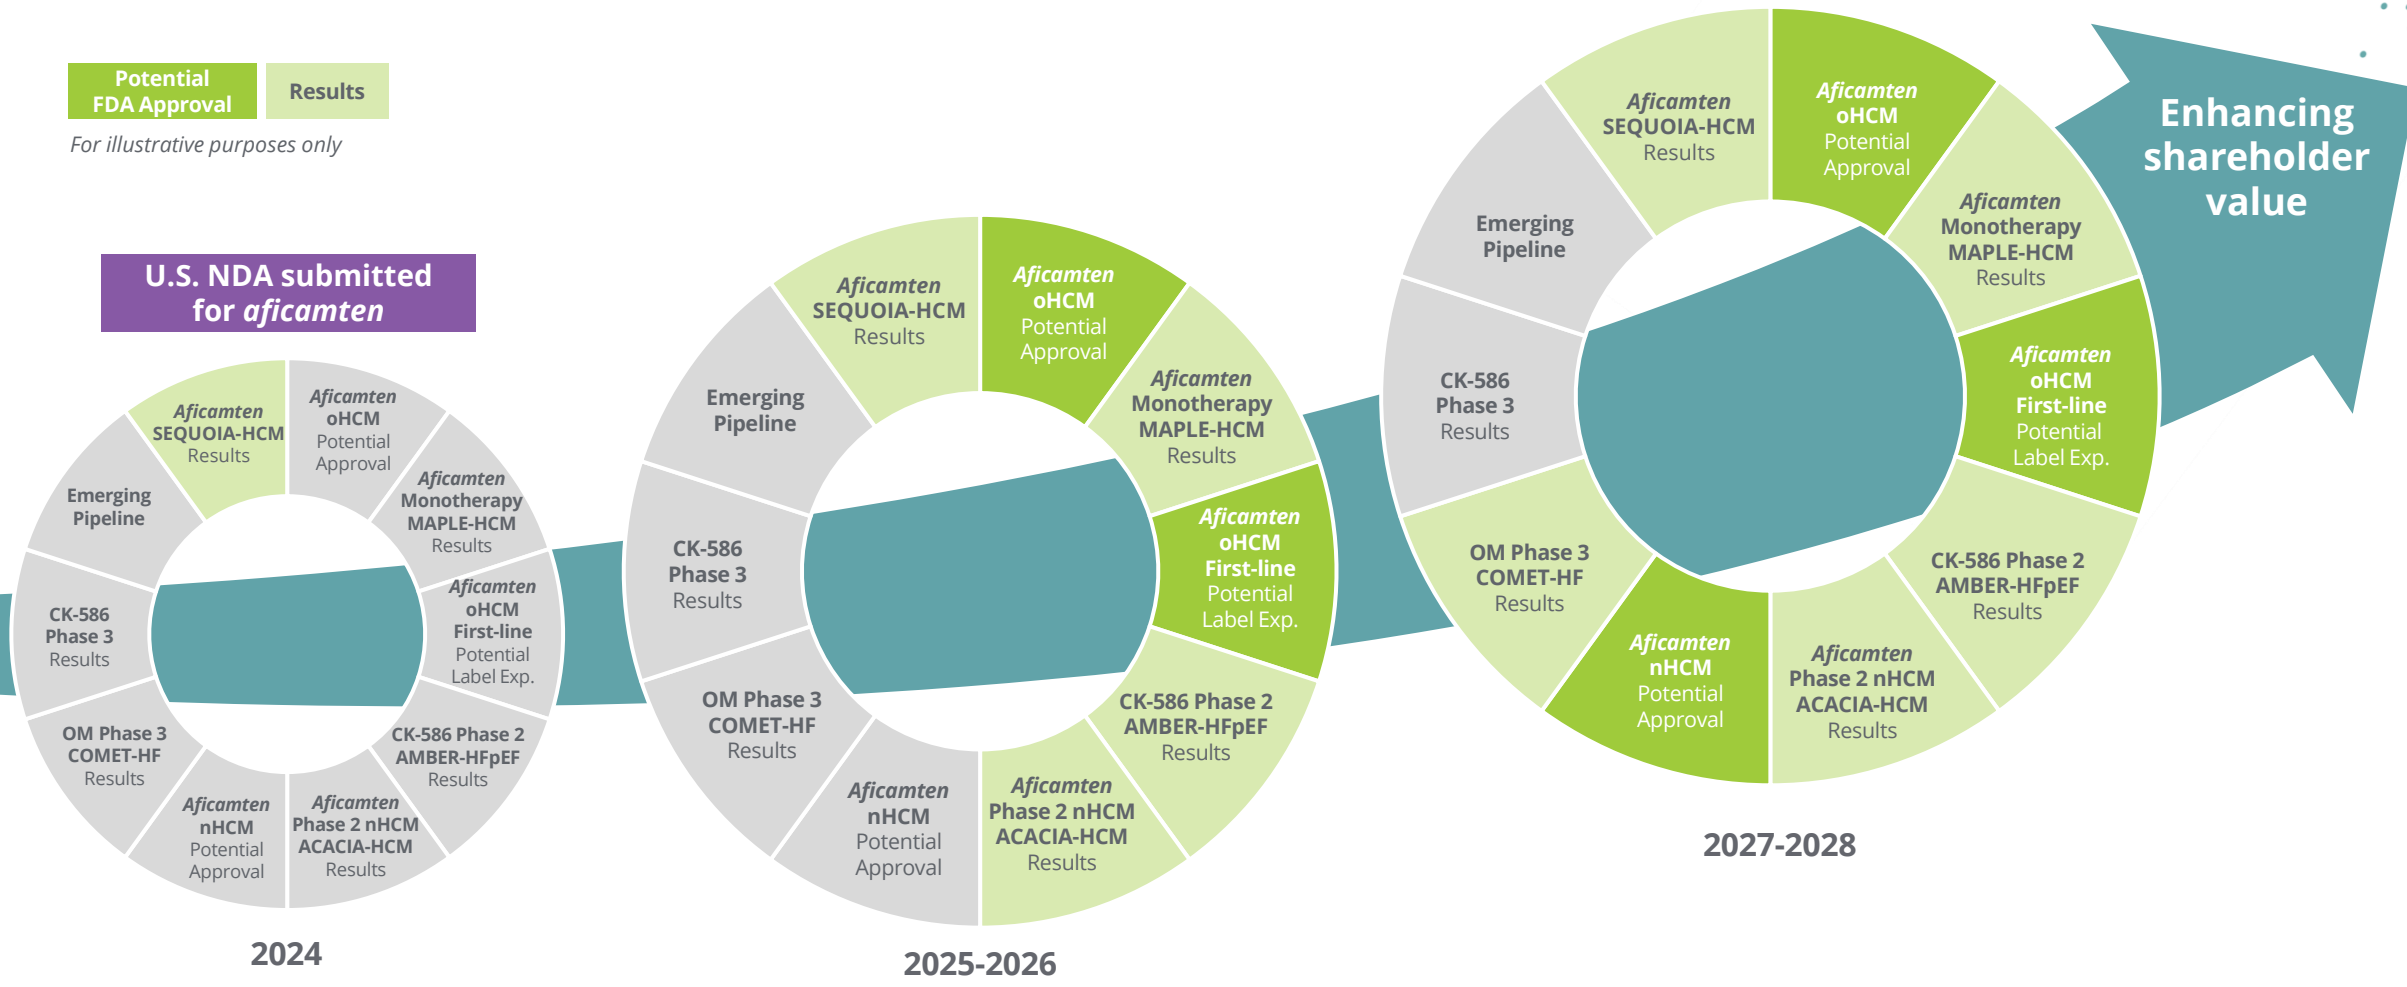 Potential
FDA Approval
Results
For illustrative purposes only
U.S. NDA submitted
for aficamten
Aficamten
SEQUOIA-HCM
Results
Aficamten
oHCM
Potential
Approval
Aficamten
Monotherapy
MAPLE-HCM
Results
Aficamten
oHCM
First-line
Potential
Label Exp.
CK-586 Phase 2
AMBER-HFpEF
Results
Aficamten
Phase 2 nHCM
ACACIA-HCM
Results
Aficamten
nHCM
Potential
Approval
OM Phase 3
COMET-HF
Results
CK-586
Phase 3
Results
Emerging
Pipeline
2024
Aficamten
SEQUOIA-HCM
Results
Aficamten
oHCM
Potential
Approval
Aficamten
Monotherapy
MAPLE-HCM
Results
Aficamten
oHCM
First-line
Potential
Label Exp.
CK-586 Phase 2
AMBER-HFpEF
Results
Aficamten
Phase 2 nHCM
ACACIA-HCM
Results
Aficamten
nHCM
Potential
Approval
OM Phase 3
COMET-HF
Results
CK-586
Phase 3
Results
Emerging
Pipeline
2025-2026
Aficamten
SEQUOIA-HCM
Results
Aficamten
oHCM
Potential
Approval
Aficamten
Monotherapy
MAPLE-HCM
Results
Aficamten
oHCM
First-line
Potential
Label Exp.
CK-586 Phase 2
AMBER-HFpEF
Results
Aficamten
Phase 2 nHCM
ACACIA-HCM
Results
Aficamten
nHCM
Potential
Approval
OM Phase 3
COMET-HF
Results
CK-586
Phase 3
Results
Emerging
Pipeline
2027-2028
Enhancing
shareholder
value